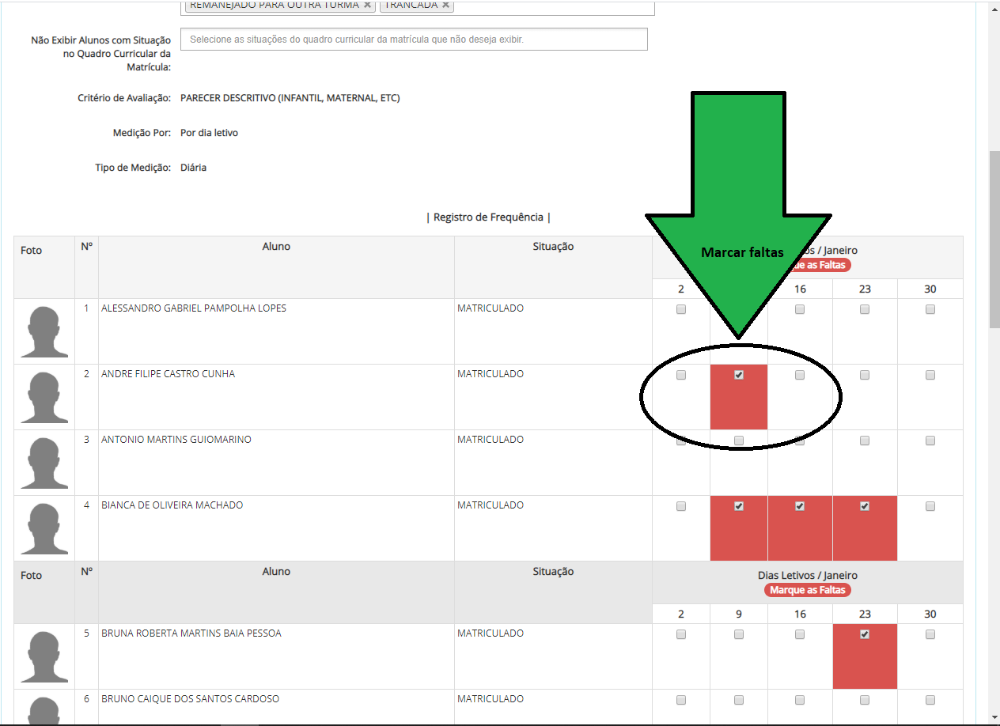 REMANEJADO PARA OUTRA TURMA × TRANCADA ×
Não Exibir Alunos com Situação
no Quadro Curricular da
Matrícula:
Selecione as situações do quadro curricular da matrícula que não deseja exibir.
Critério de Avaliação: PARECER DESCRITIVO (INFANTIL, MATERNAL, ETC)
Medição Por: Por dia letivo
Tipo de Medição: Diária
| Registro de Frequência |
Foto Nº Aluno Situação / Janeiro
Marcar faltas
as Faltas
2 16 23 30
1 ALESSANDRO GABRIEL PAMPOLHA LOPES MATRICULADO
2 ANDRE FILIPE CASTRO CUNHA MATRICULADO
3 ANTONIO MARTINS GUIOMARINO MATRICULADO
4 BIANCA DE OLIVEIRA MACHADO MATRICULADO
Foto Nº Aluno Situação Dias Letivos / Janeiro
Marque as Faltas
2 9 16 23 30
5 BRUNA ROBERTA MARTINS BAIA PESSOA MATRICULADO
6 BRUNO CAIQUE DOS SANTOS CARDOSO MATRICULADO